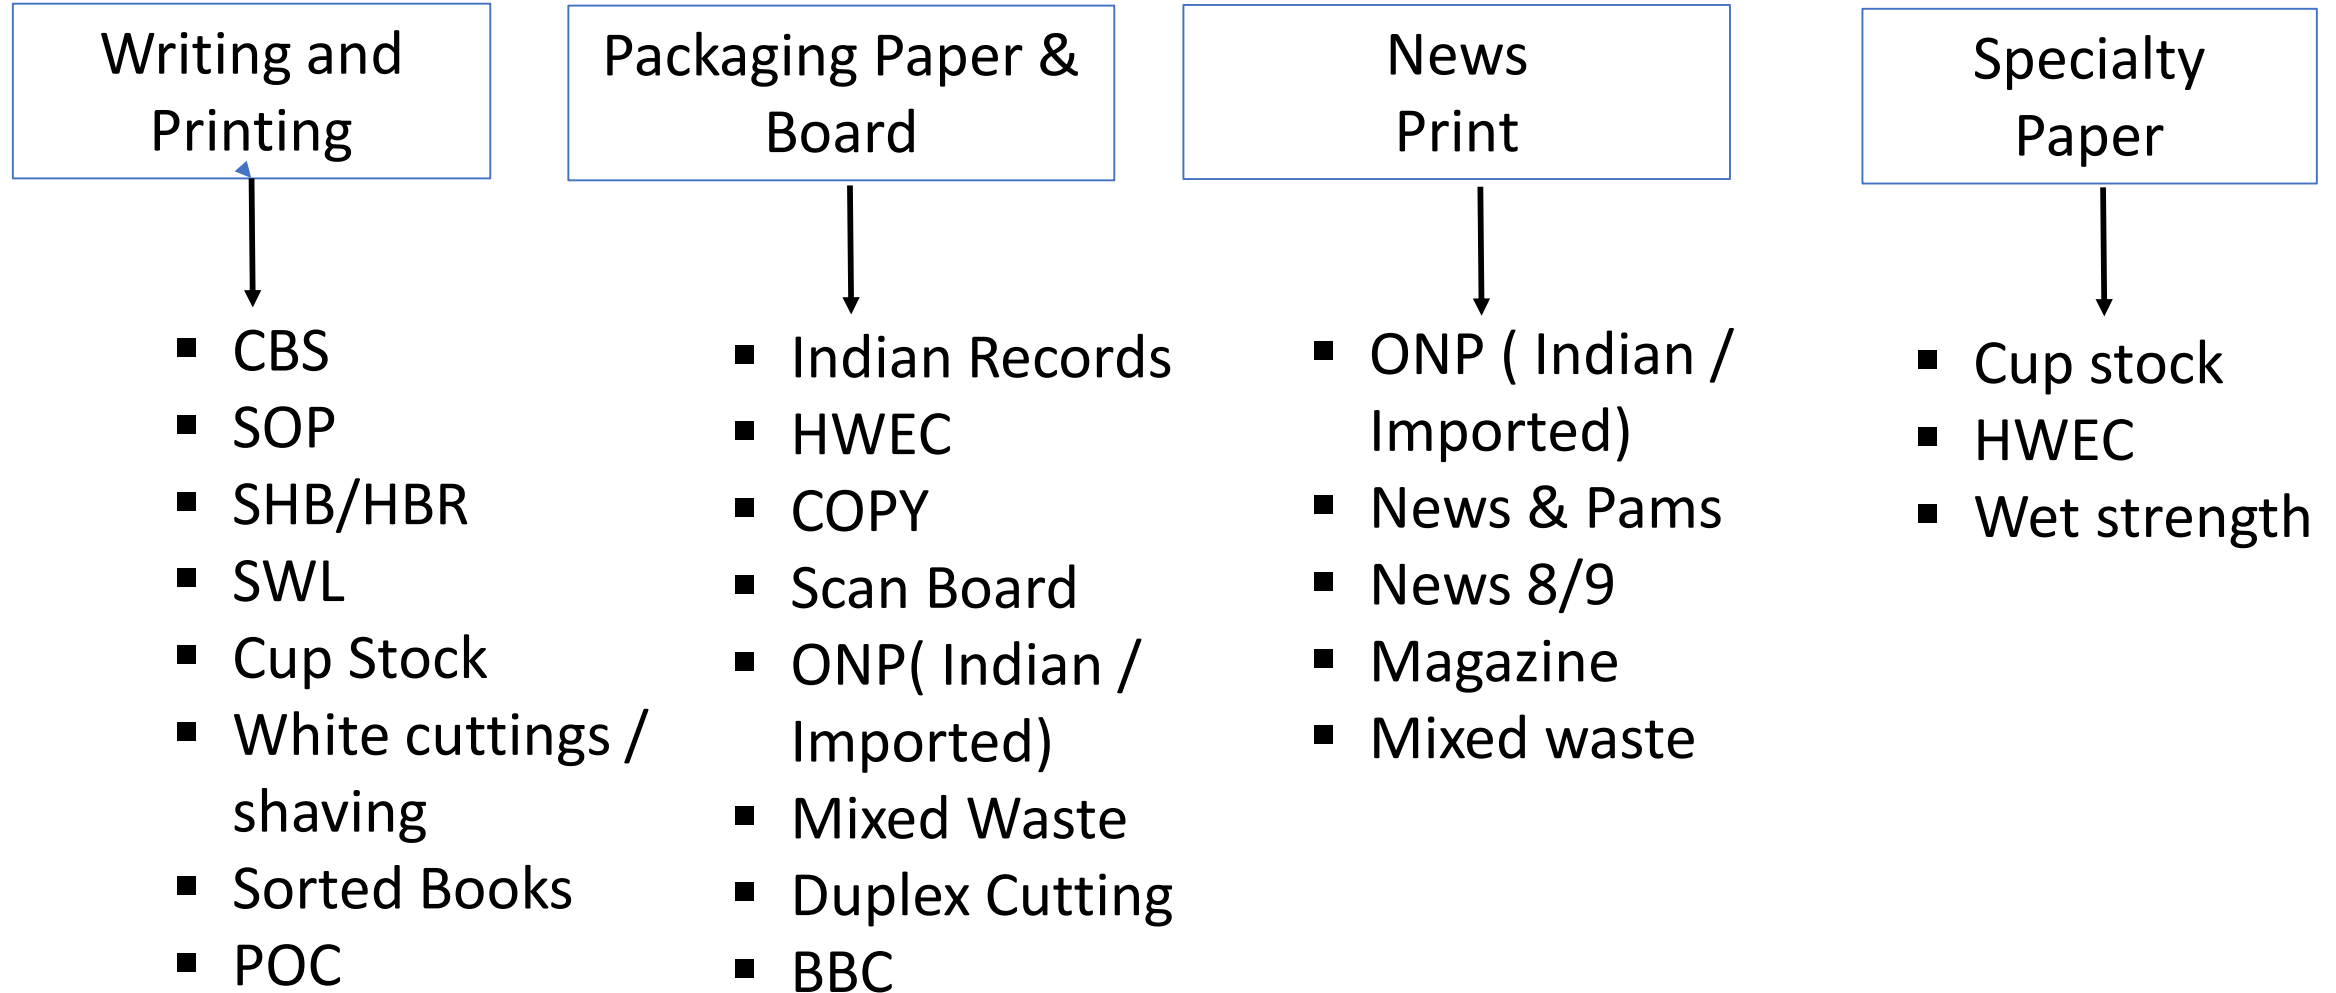 Writing and
Printing
CBS
SOP
SHB/HBR
SWL
Cup Stock
White cuttings /
shaving
Sorted Books
POC
Packaging Paper &
Board
Indian Records
HWEC
COPY
Scan Board
ONP( Indian /
Imported)
Mixed Waste
Duplex Cutting
BBC
News
Print
ONP ( Indian /
Imported)
News & Pams
News 8/9
Magazine
Mixed waste
Specialty
Paper
Cup stock
HWEC
Wet strength